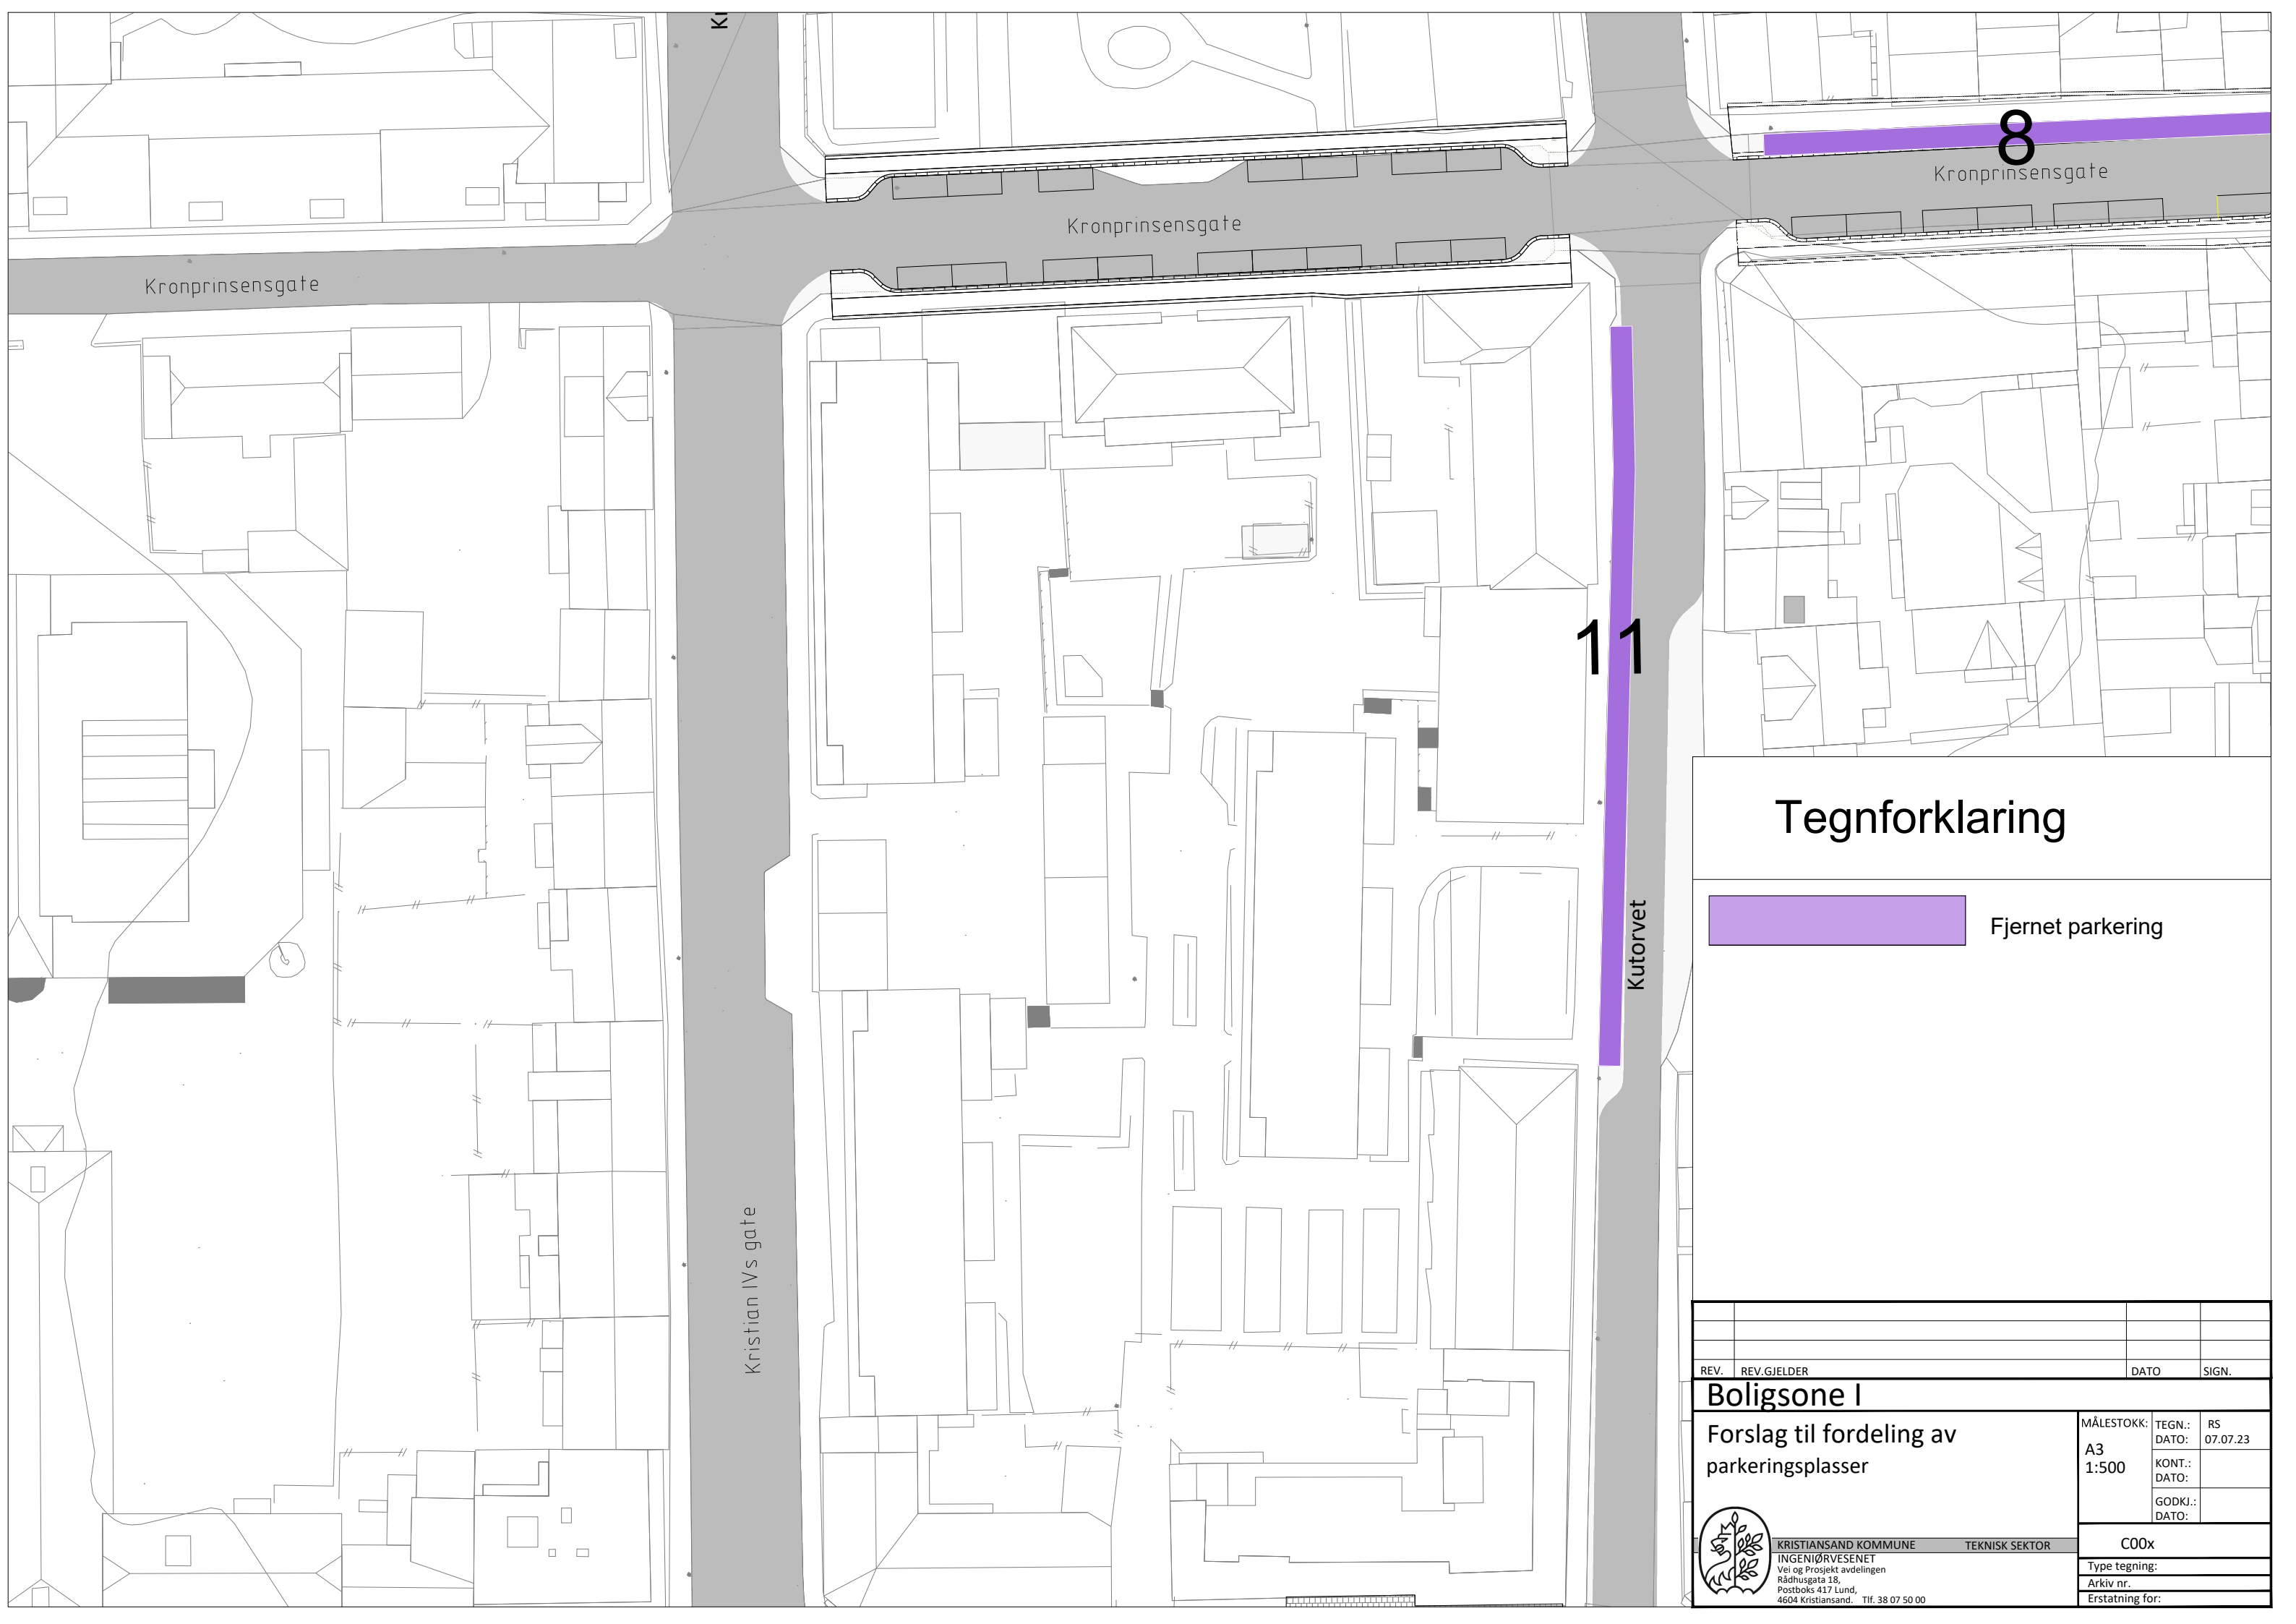 Kr
8
Kronprinsensgate
Kronprinsensgate
Kronprinsensgate
11
Kutorvet
Kristian IVs gate
Tegnforklaring
Fjernet parkering
REV. REV.GJELDER DATO SIGN.
Boligsone I
Forslag til fordeling av
parkeringsplasser
MÅLESTOKK:
A3
1:500
TEGN.: RS
DATO: 07.07.23
KONT.:
DATO:
GODKJ.:
DATO:
KRISTIANSAND KOMMUNE TEKNISK SEKTOR
INGENIØRVESENET
Vei og Prosjekt avdelingen
Rådhusgata 18,
Postboks 417 Lund,
4604 Kristiansand. Tlf. 38 07 50 00
C00x
Type tegning:
Arkiv nr.
Erstatning for: